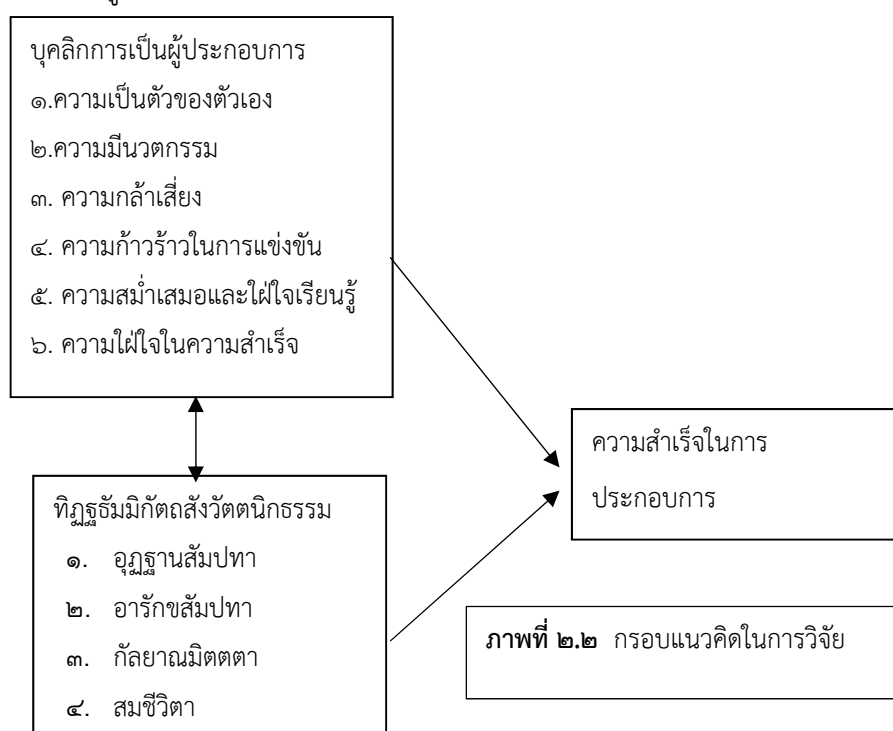 บุคลิกการเป็นผู้ประกอบการ
๑.ความเป็นตัวของตัวเอง
๒.ความมีนวตกรรม
๓. ความกล้าเสี่ยง
๔. ความก้าวร้าวในการแข่งขัน
๕. ความสม่ำเสมอและใฝ่ใจเรียนรู้
๖. ความใฝ่ใจในความสำเร็จ
ความสำเร็จในการ
ประกอบการ
ทิฏฐธัมมิกัตถสังวัตตนิกธรรม
๑. อุฏฐานสัมปทา
๒. อารักขสัมปทา
๓. กัลยาณมิตตตา
๔. สมชีวิตา
ภาพที่ ๒.๒ กรอบแนวคิดในการวิจัย